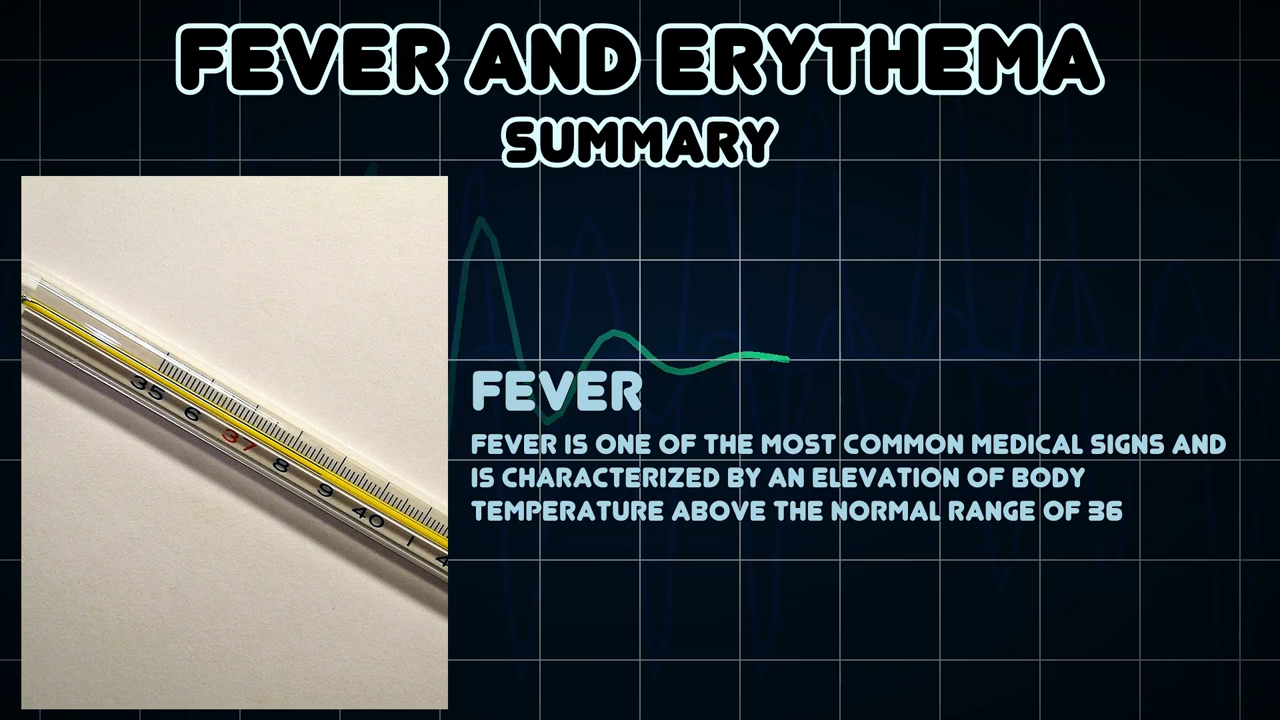 FEVER AND ERYTHEMA
SUMMARY
35
6
37
8
9
40
1
FEVER
FEVER IS ONE OF THE MOST COMMON MEDICAL SIGNS AND
IS CHARACTERIZED BY AN ELEVATION OF BODY
TEMPERATURE ABOVE THE NORMAL RANGE OF 36